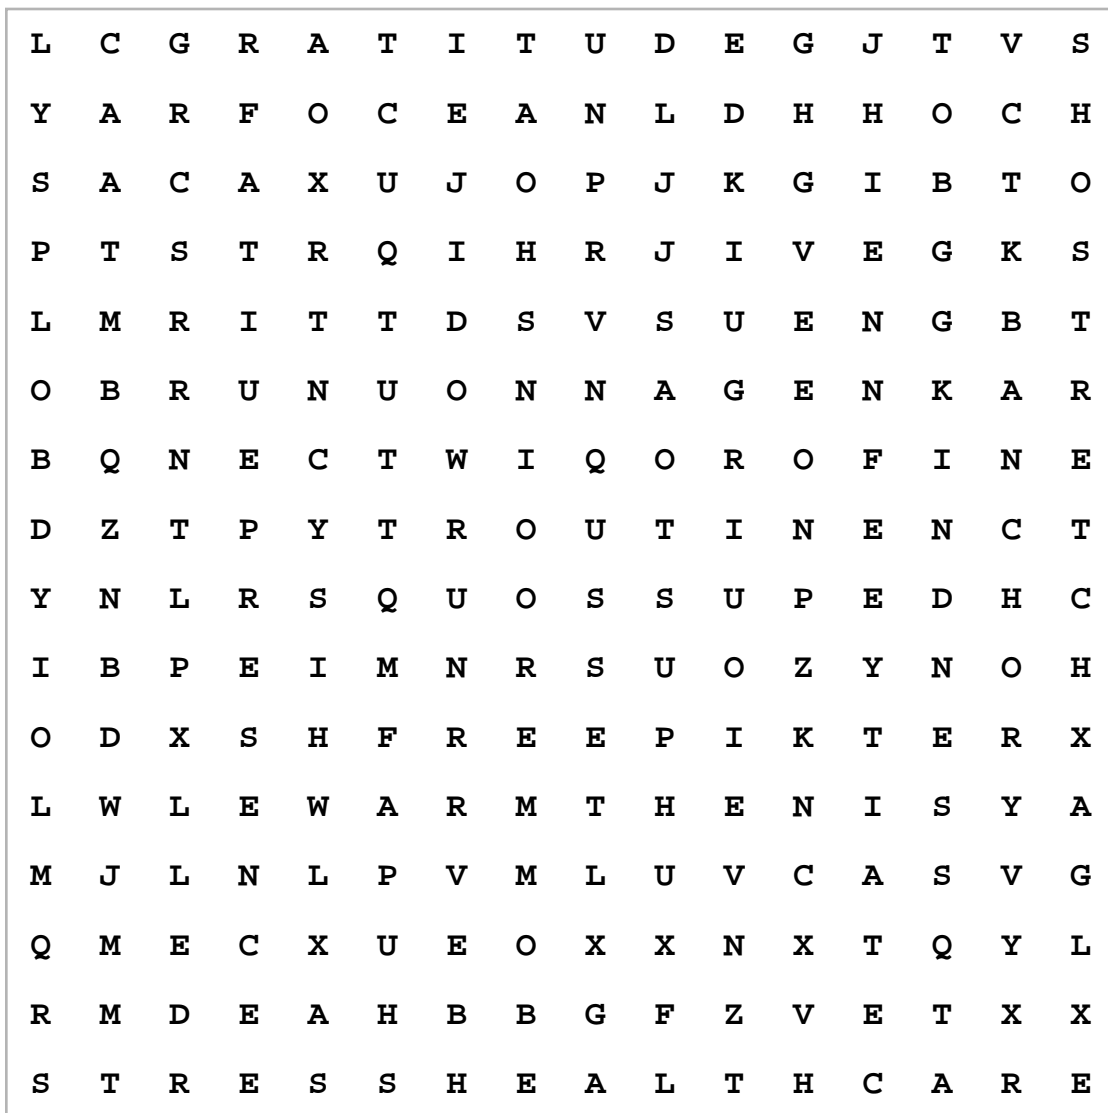 L C G R A T I T U D E G J T V S
Y A R F O C E A N L D H H O C H
S A C A X U J O P J K G I B T O
P T S T R Q I H R J I V E G K S
L M R I T T D S V S U E N G B T
O B R U N U O N N A G E N K A R
B Q N E C T W I Q O R O F I N E
D Z T P Y T R O U T I N E N C T
Y N L R S Q U O S S U P E D H C
I B P E I M N R S U O Z Y N O H
O D X S H F R E E P I K T E R X
L W L E W A R M T H E N I S Y A
M J L N L P V M L U V C A S V G
Q M E C X U E O X X N X T Q Y L
R M D E A H B B G F Z V E T X X
S T R E S S H E A L T H C A R E